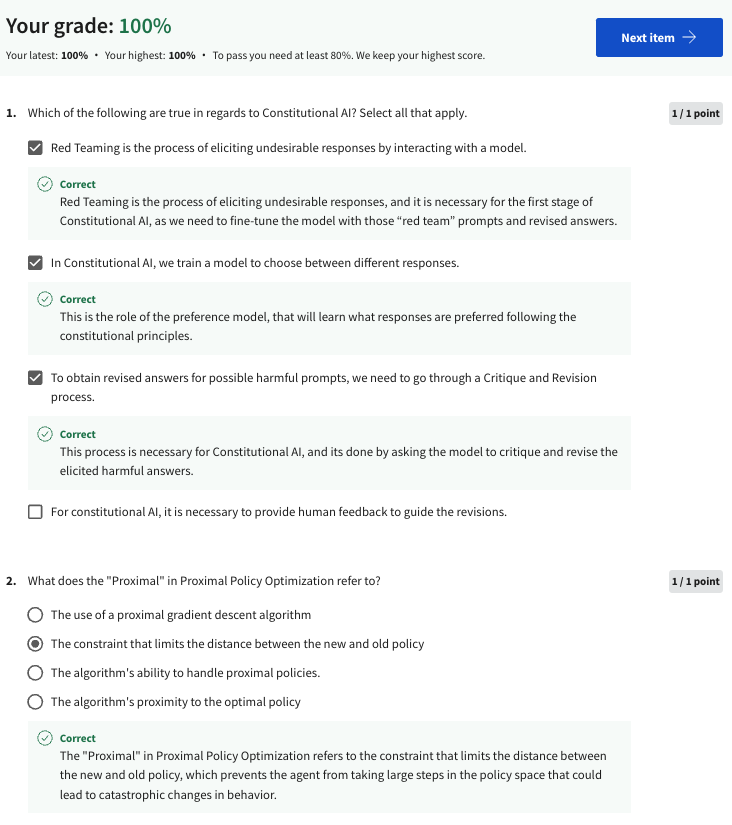 Your grade: 100%
Your latest: 100% • Your highest: 100% • To pass you need at least 80%. We keep your highest score.
Next item →
1. Which of the following are true in regards to Constitutional AI? Select all that apply.
1 / 1 point
Red Teaming is the process of eliciting undesirable responses by interacting with a model.
Correct
Red Teaming is the process of eliciting undesirable responses, and it is necessary for the first stage of
Constitutional AI, as we need to fine-tune the model with those “red team” prompts and revised answers.
In Constitutional AI, we train a model to choose between different responses.
Correct
This is the role of the preference model, that will learn what responses are preferred following the
constitutional principles.
To obtain revised answers for possible harmful prompts, we need to go through a Critique and Revision
process.
Correct
This process is necessary for Constitutional AI, and its done by asking the model to critique and revise the
elicited harmful answers.
For constitutional AI, it is necessary to provide human feedback to guide the revisions.
2. What does the "Proximal" in Proximal Policy Optimization refer to?
1 / 1 point
The use of a proximal gradient descent algorithm
The constraint that limits the distance between the new and old policy
The algorithm's ability to handle proximal policies.
The algorithm's proximity to the optimal policy
Correct
The "Proximal" in Proximal Policy Optimization refers to the constraint that limits the distance between
the new and old policy, which prevents the agent from taking large steps in the policy space that could
lead to catastrophic changes in behavior.